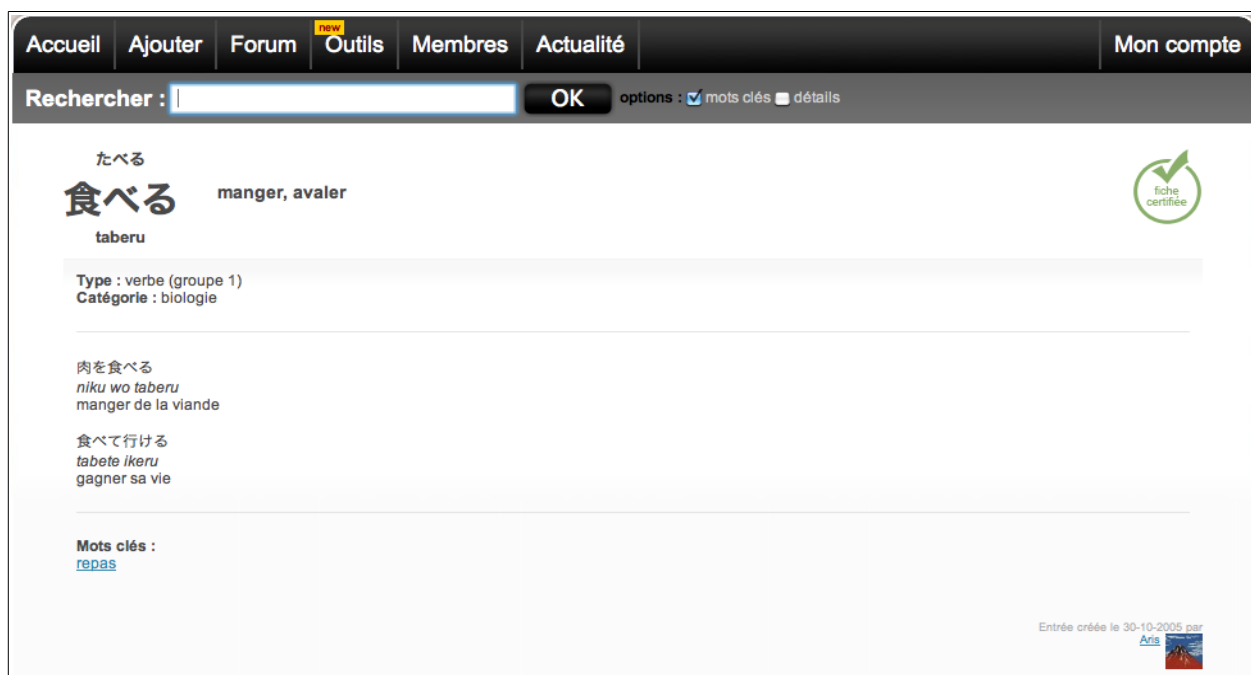 Accueil Ajouter Forum new Outils Membres Actualité Mon compte
Rechercher : OK options : mots clés détails
たべる
食べる manger, avaler
taberu
fiche certifiée
Type : verbe (groupe 1)
Catégorie : biologie
肉を食べる
niku wo taberu
manger de la viande
食べて行ける
tabete ikeru
gagner sa vie
Mots clés :
repas
Entrée créée le 30-10-2005 par
Aris